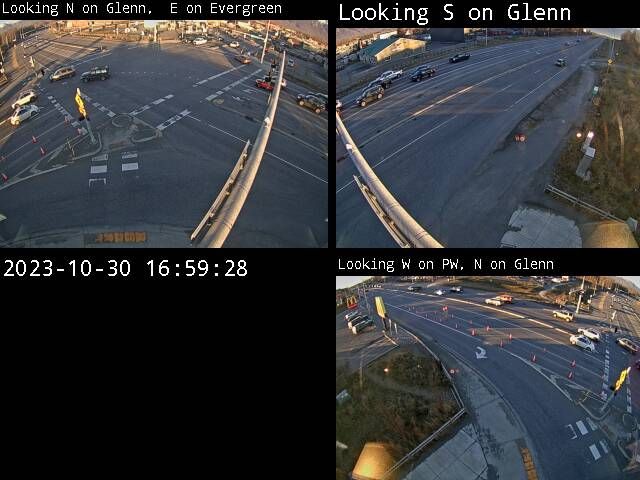 Looking N on Glenn,  E on Evergreen
Looking S on Glenn
2023-10-30 16:59:28
Looking W on PW, N on Glenn